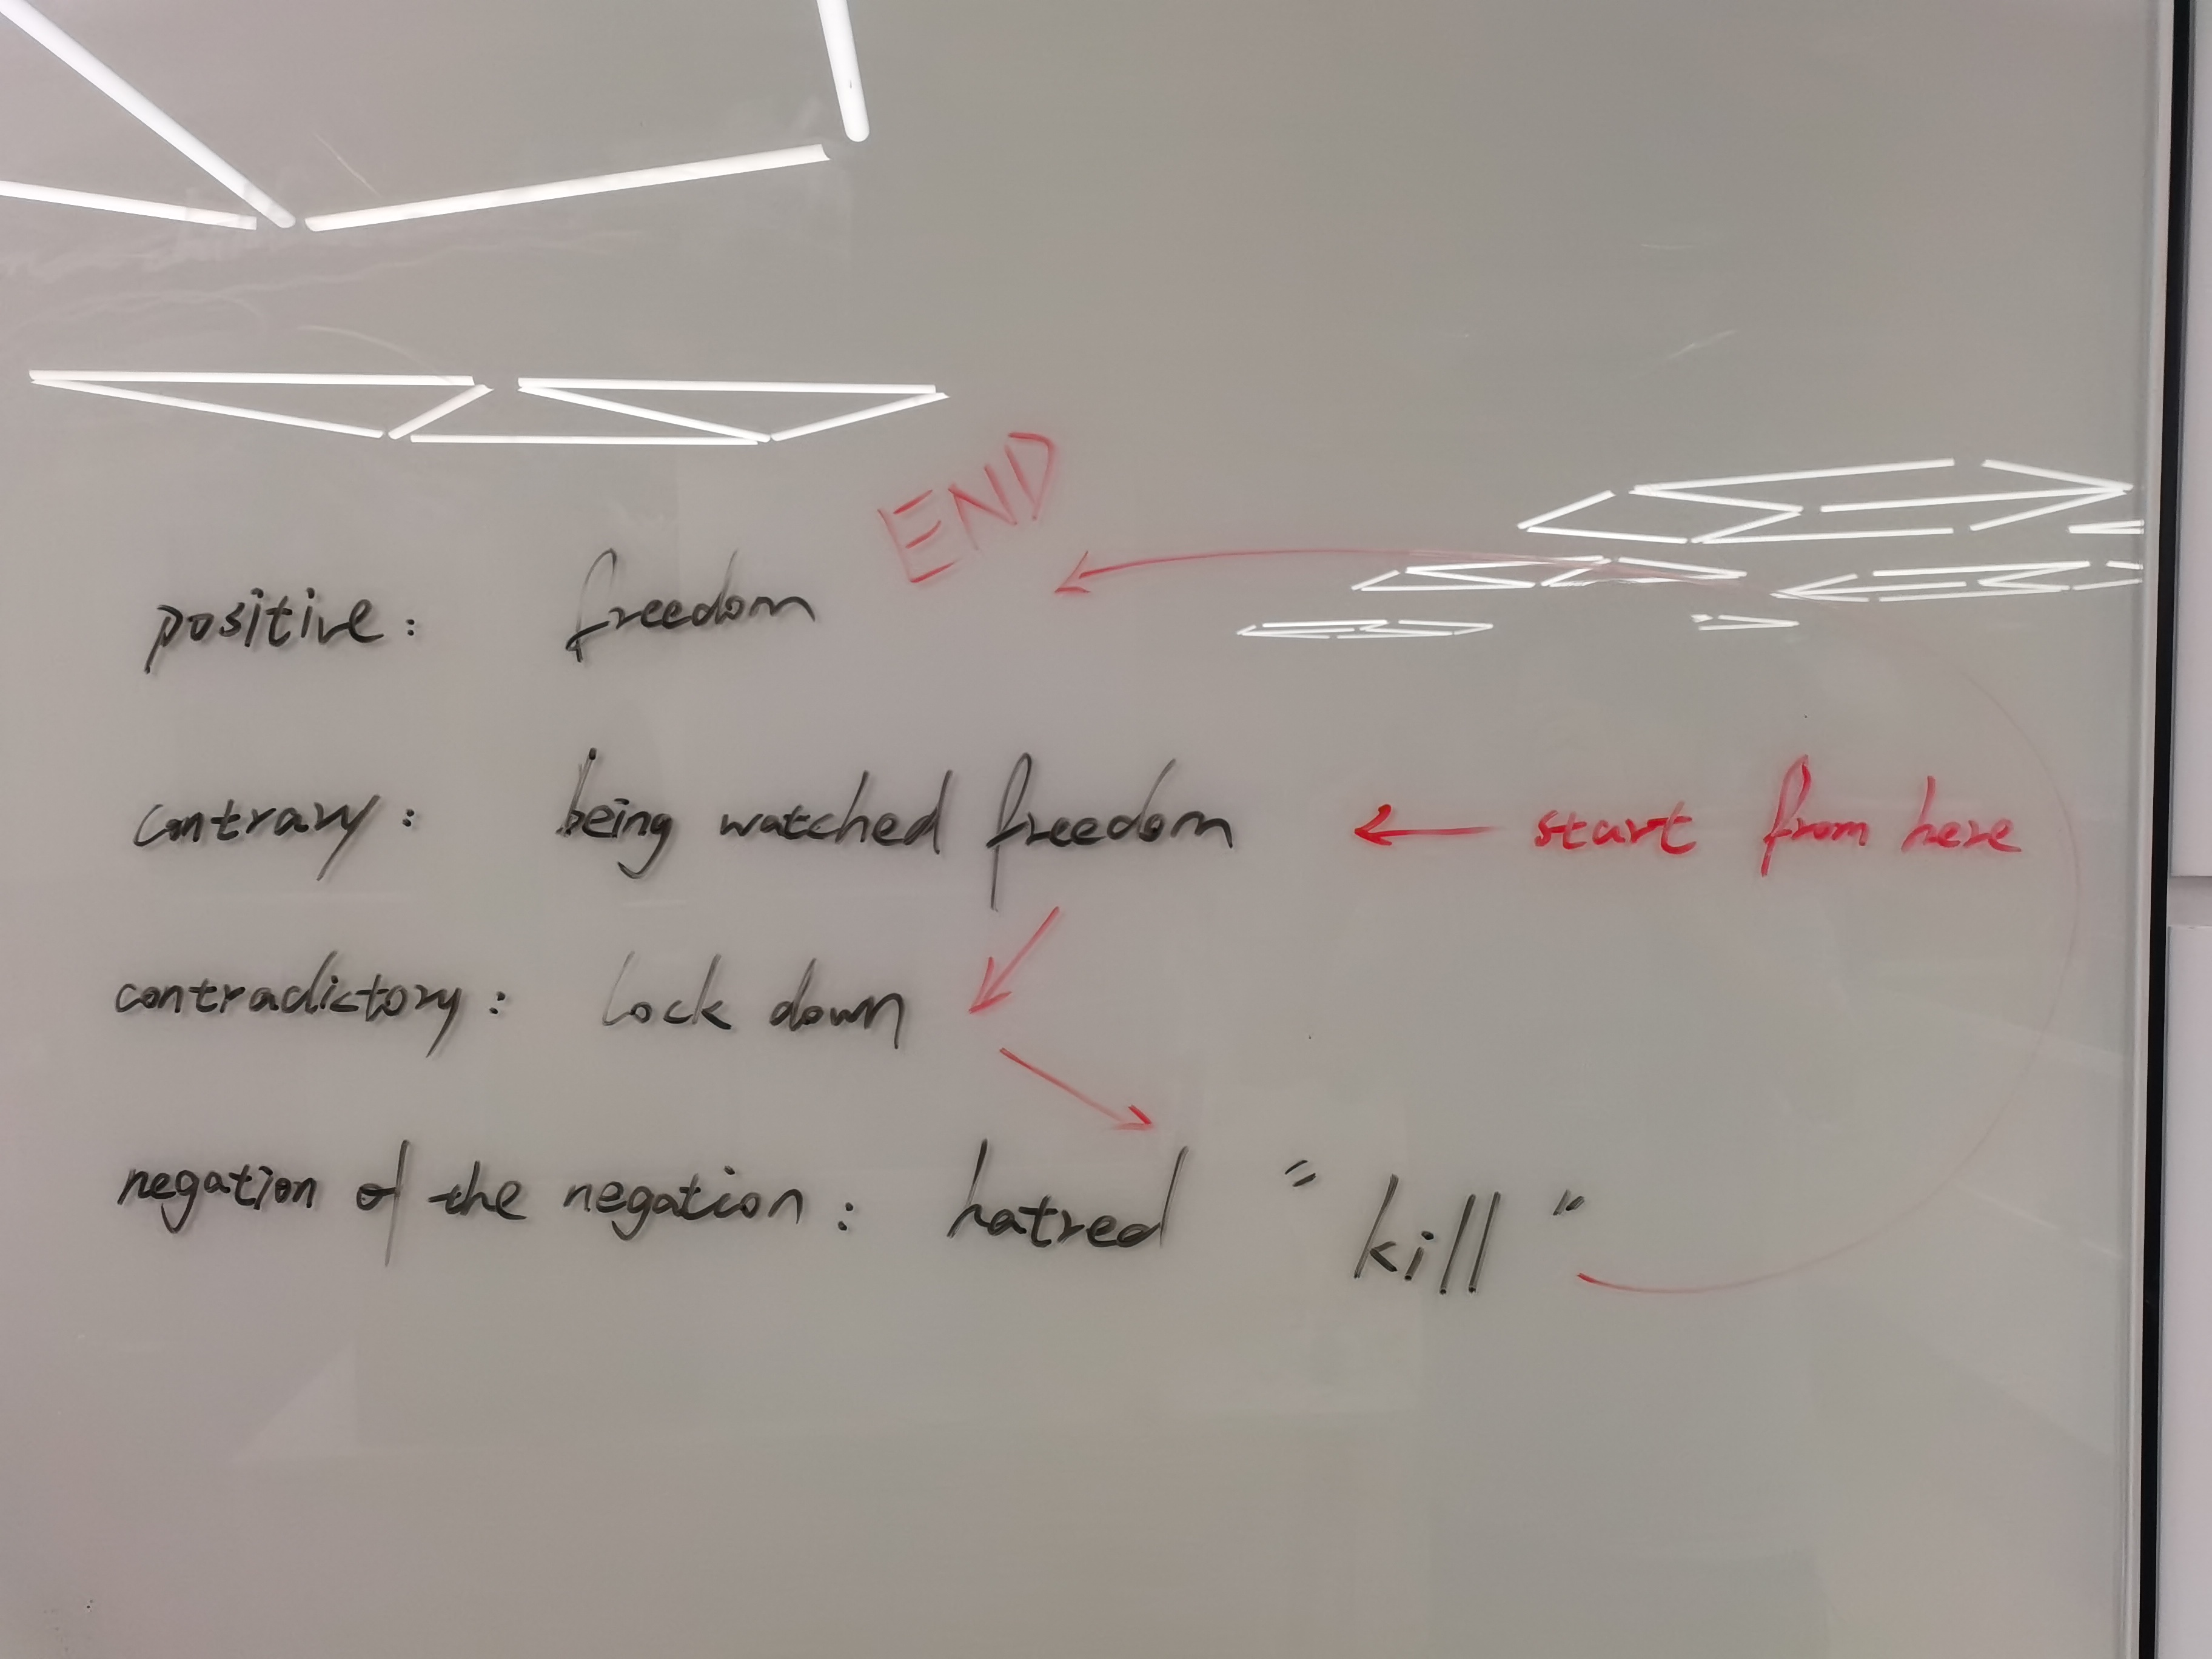 END
positive: freedom
contrary: being watched freedom ← start from here
contradictory: lock down
negation of the negation: hatred "kill"